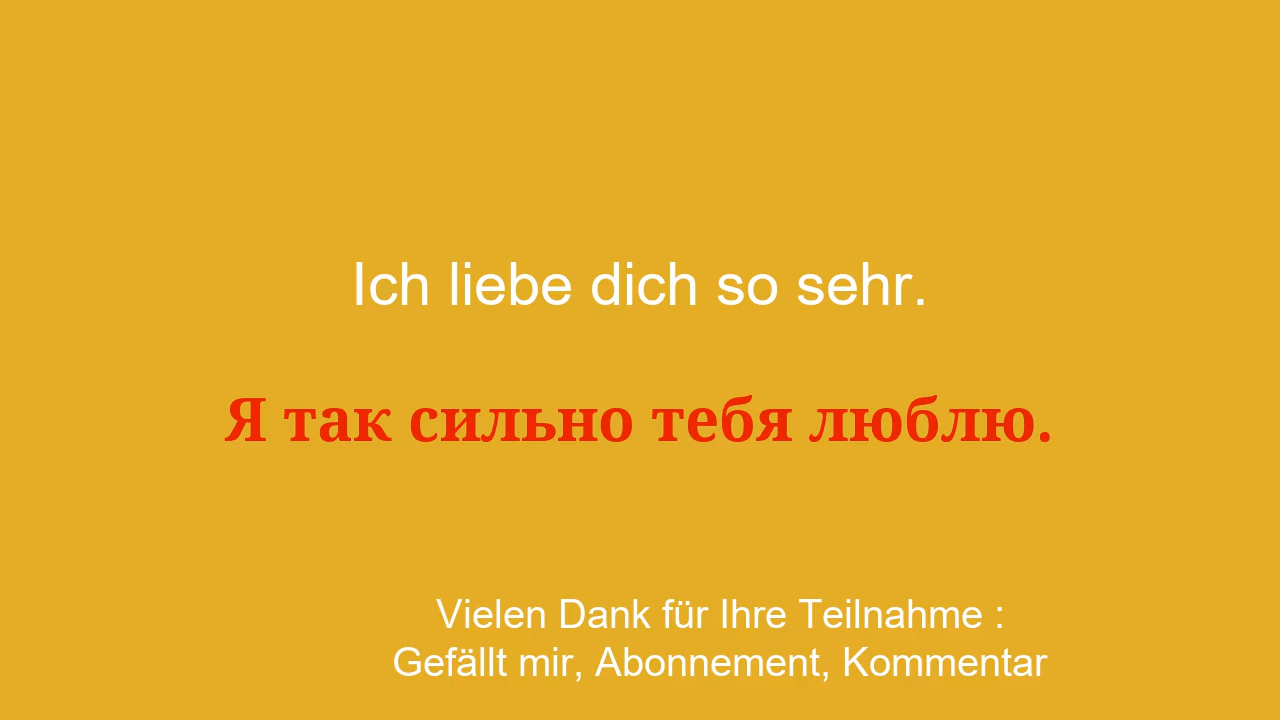 Ich liebe dich so sehr.
Я так сильно тебя люблю.
Vielen Dank für Ihre Teilnahme :
Gefällt mir, Abonnement, Kommentar